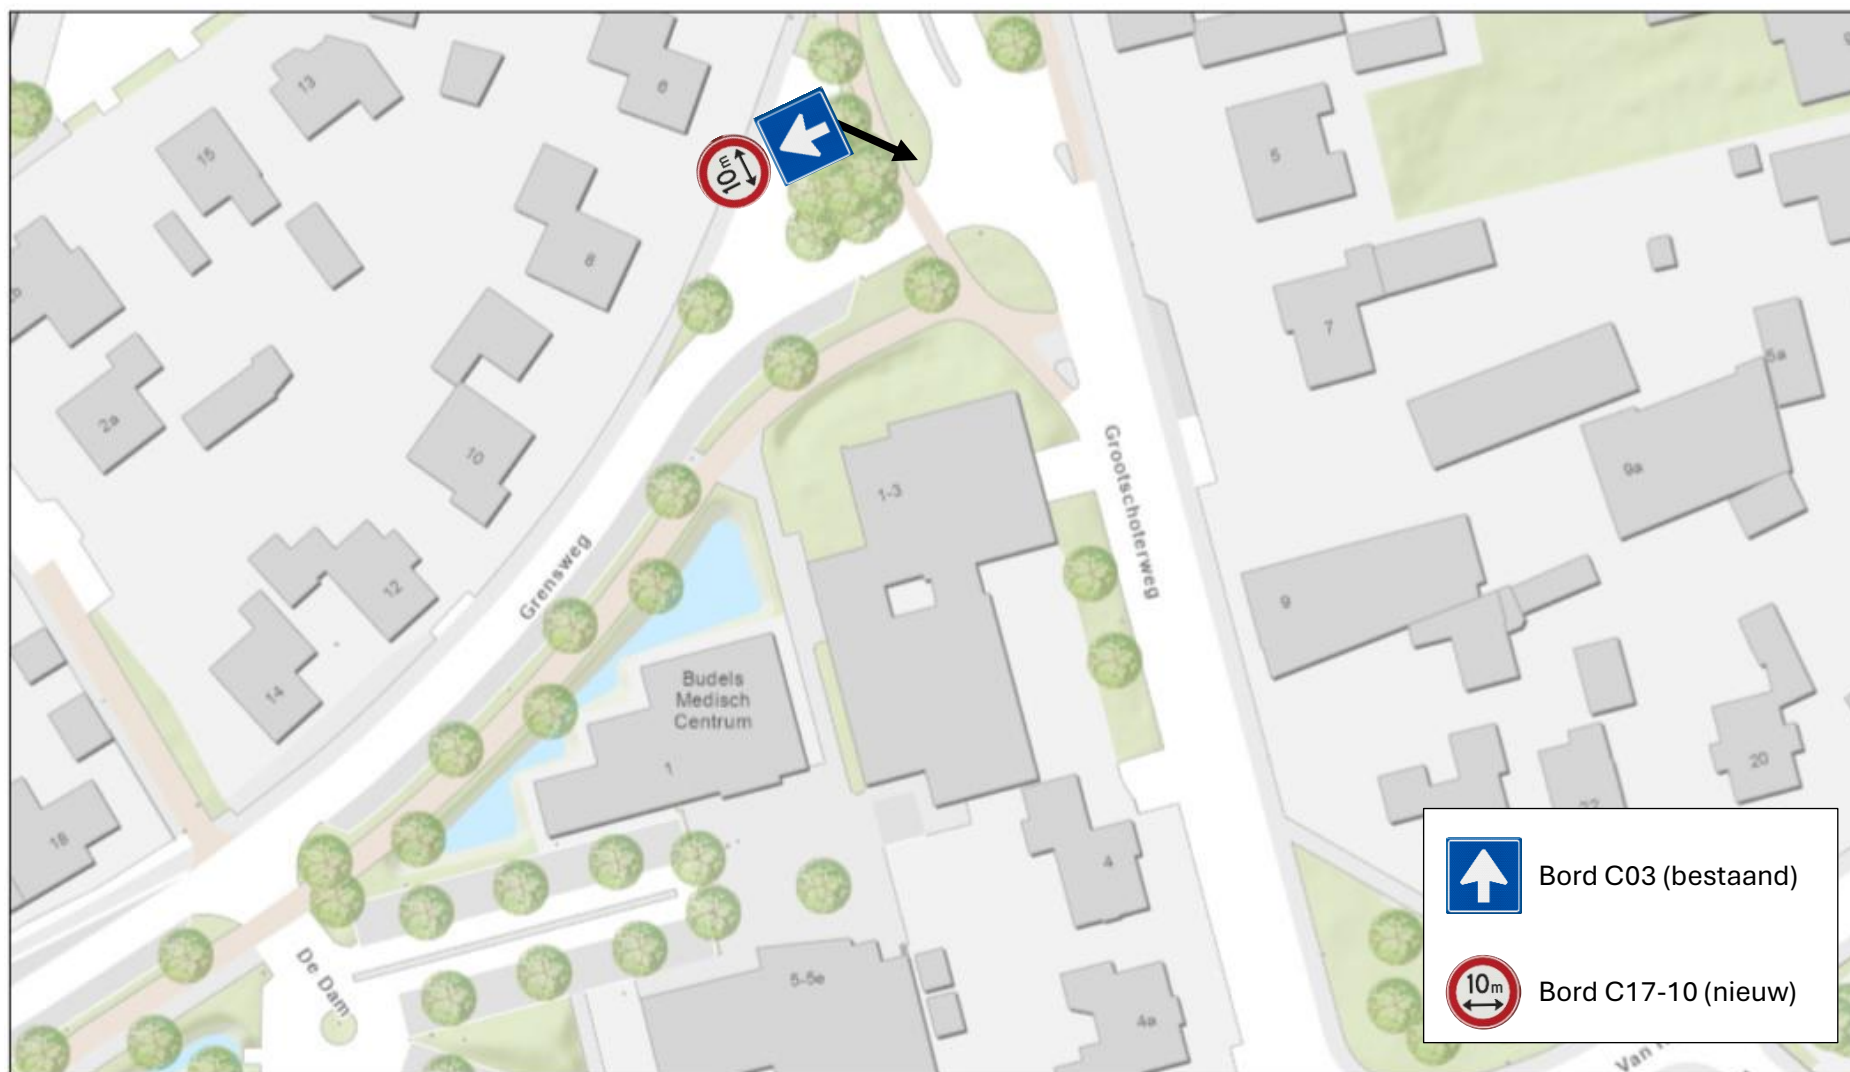 13
6
15
8
5
7
5a
2a
10
9a
1-3
Grootschoterweg
Grensweg
12
9
14
Budels
Medisch
Centrum
1
20
18
4
De Dam
5-5e
4a
10m
Bord C03 (bestaand)
10m
Bord C17-10 (nieuw)